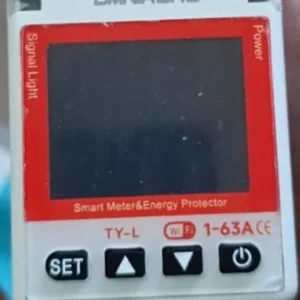 Signal Light
Power
Smart Meter&Energy Protector
TY-L WiFi 1-63A CE
SET